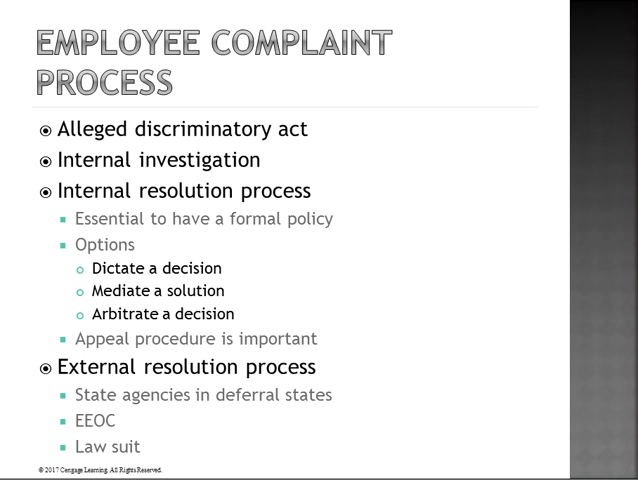 EMPLOYEE COMPLAINT
PROCESS
Alleged discriminatory act
Internal investigation
Internal resolution process
Essential to have a formal policy
Options
Dictate a decision
Mediate a solution
Arbitrate a decision
Appeal procedure is important
External resolution process
State agencies in deferral states
EEOC
Law suit
© 2017 Cengage Learning. All Rights Reserved.